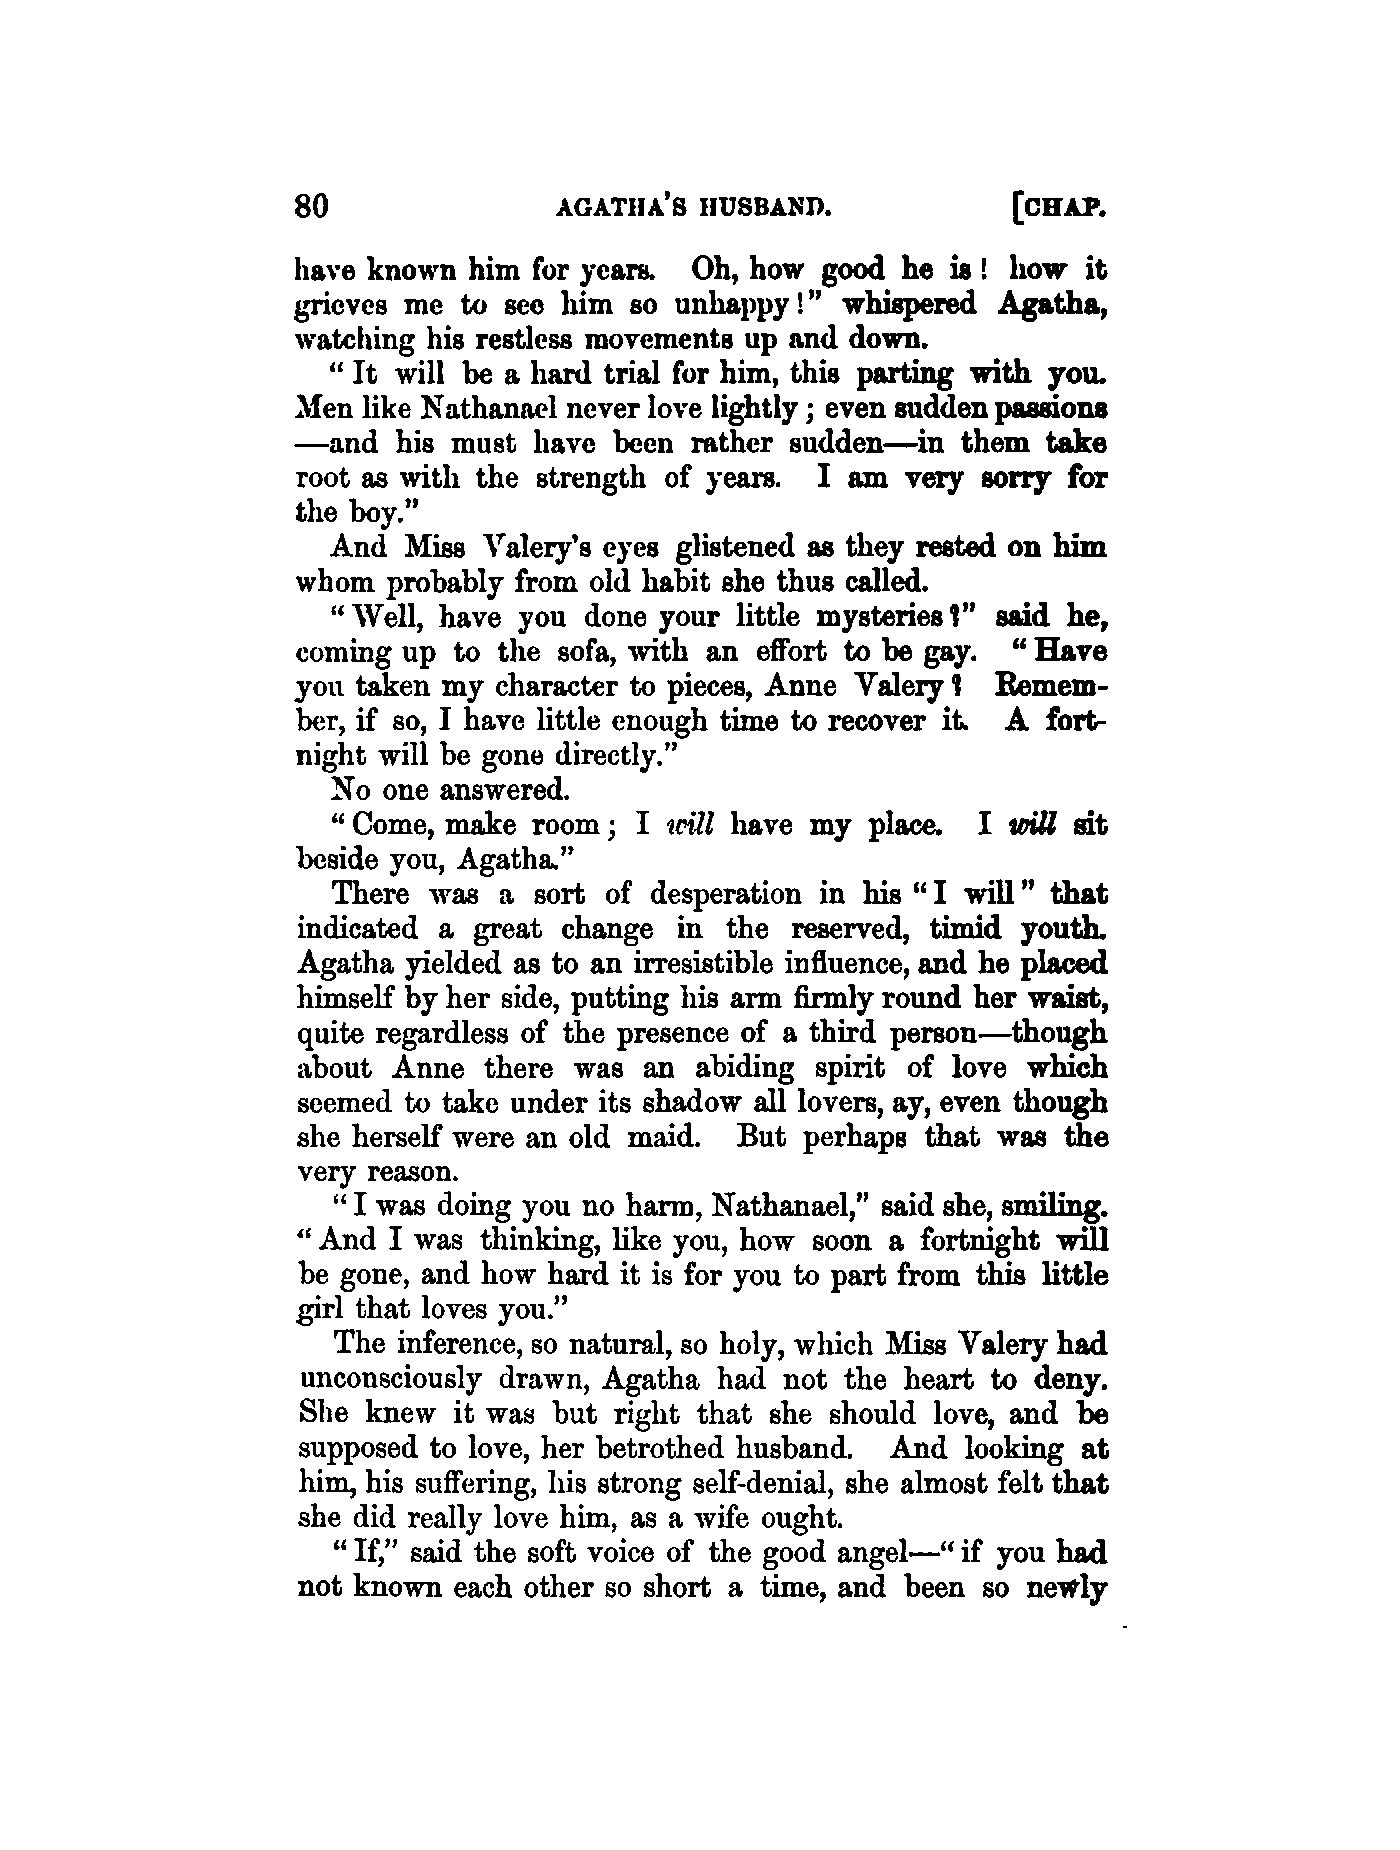 80 AGATHA'S HUSBAND. [CHAP.
have known him for years. Oh, how good he is! how it
grieves me to see him so unhappy!" whispered Agatha,
watching his restless movements up and down.
"It will be a hard trial for him, this parting with you.
Men like Nathanael never love lightly; even sudden passions
—and his must have been rather sudden—in them take
root as with the strength of years. I am very sorry for
the boy."
And Miss Valery's eyes glistened as they rested on him
whom probably from old habit she thus called.
"Well, have you done your little mysteries?" said he,
coming up to the sofa, with an effort to be gay. "Have
you taken my character to pieces, Anne Valery? Remem-
ber, if so, I have little enough time to recover it. A fort-
night will be gone directly."
No one answered.
"Come, make room; I will have my place. I will sit
beside you, Agatha."
There was a sort of desperation in his "I will" that
indicated a great change in the reserved, timid youth.
Agatha yielded as to an irresistible influence, and he placed
himself by her side, putting his arm firmly round her waist,
quite regardless of the presence of a third person—though
about Anne there was an abiding spirit of love which
seemed to take under its shadow all lovers, ay, even though
she herself were an old maid. But perhaps that was the
very reason.
"I was doing you no harm, Nathanael," said she, smiling.
"And I was thinking, like you, how soon a fortnight will
be gone, and how hard it is for you to part from this little
girl that loves you."
The inference, so natural, so holy, which Miss Valery had
unconsciously drawn, Agatha had not the heart to deny.
She knew it was but right that she should love, and be
supposed to love, her betrothed husband. And looking at
him, his suffering, his strong self-denial, she almost felt that
she did really love him, as a wife ought.
"If," said the soft voice of the good angel—"if you had
not known each other so short a time, and been so newly